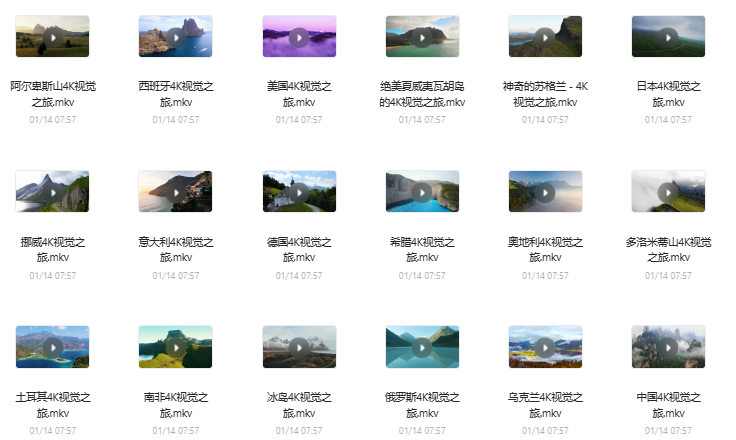 阿尔卑斯山4K视觉之旅.mkv
01/14 07:57
西班牙4K视觉之旅.mkv
01/14 07:57
美国4K视觉之旅.mkv
01/14 07:57
绝美夏威夷瓦胡岛的4K视觉之旅.mkv
01/14 07:57
神奇的苏格兰 - 4K视觉之旅.mkv
01/14 07:57
日本4K视觉之旅.mkv
01/14 07:57
挪威4K视觉之旅.mkv
01/14 07:57
意大利4K视觉之旅.mkv
01/14 07:57
德国4K视觉之旅.mkv
01/14 07:57
希腊4K视觉之旅.mkv
01/14 07:57
奥地利4K视觉之旅.mkv
01/14 07:57
多洛米蒂山4K视觉之旅.mkv
01/14 07:57
土耳其4K视觉之旅.mkv
01/14 07:57
南非4K视觉之旅.mkv
01/14 07:57
冰岛4K视觉之旅.mkv
01/14 07:57
俄罗斯4K视觉之旅.mkv
01/14 07:57
乌克兰4K视觉之旅.mkv
01/14 07:57
中国4K视觉之旅.mkv
01/14 07:57